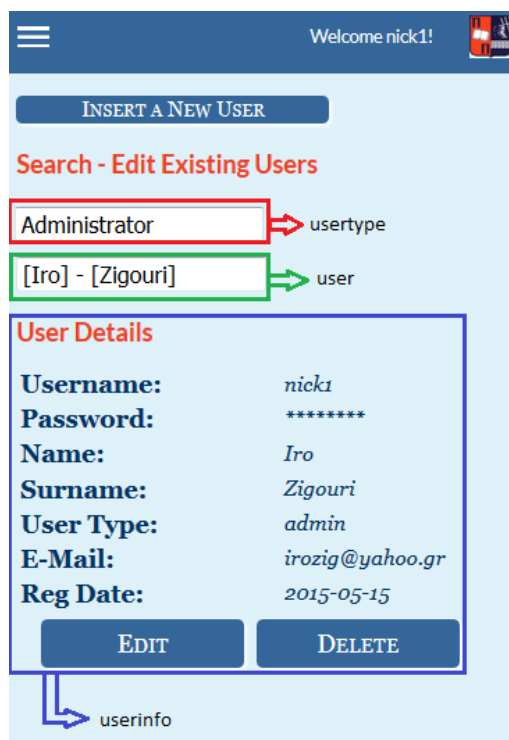 Welcome nick1!
INSERT A NEW USER
Search - Edit Existing Users
Administrator usertype
[Iro] - [Zigouri] user
User Details
Username: nick1
Password: ********
Name: Iro
Surname: Zigouri
User Type: admin
E-Mail: irozig@yahoo.gr
Reg Date: 2015-05-15
EDIT DELETE
userinfo